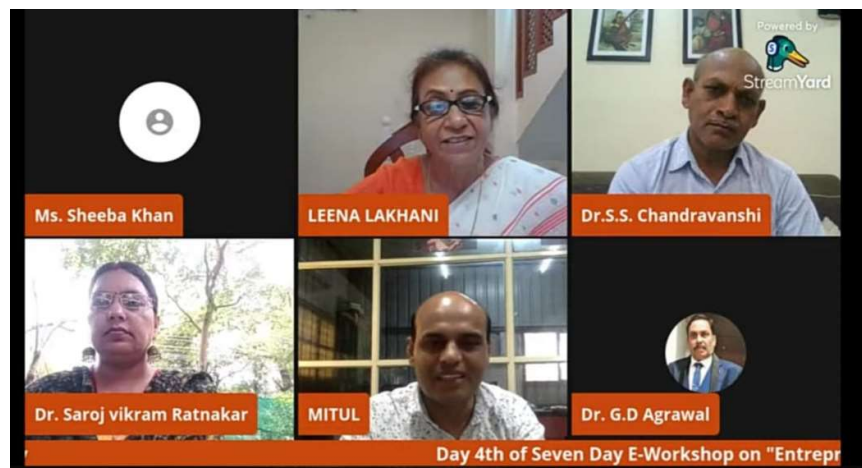 Powered by
StreamYard
Ms. Sheeba Khan
LEENA LAKHANI
Dr.S.S. Chandravanshi
Dr. Saroj vikram Ratnakar
MITUL
Dr. G.D Agrawal
Day 4th of Seven Day E-Workshop on "Entrepr